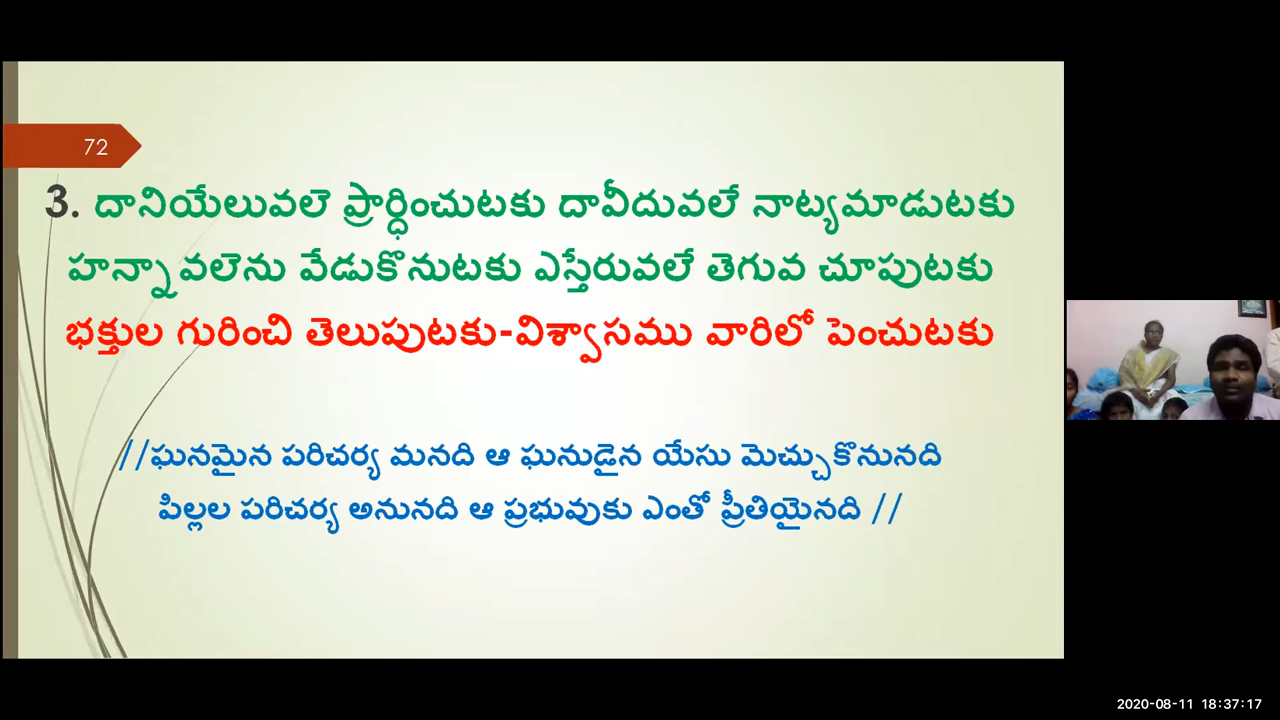 72
3. దానియేలువలె ప్రార్ధించుటకు దావీదువలే నాట్యమాడుటకు
హన్నావలెను వేడుకొనుటకు ఎస్తేరువలే తెగువ చూపుటకు
భక్తుల గురించి తెలుపుటకు-విశ్వాసము వారిలో పెంచుటకు
//ఘనమైన పరిచర్య మనది ఆ ఘనుడైన యేసు మెచ్చుకొనునది
పిల్లల పరిచర్య అనునది ఆ ప్రభువుకు ఎంతో ప్రీతియైనది //
2020-08-11 18:37:17